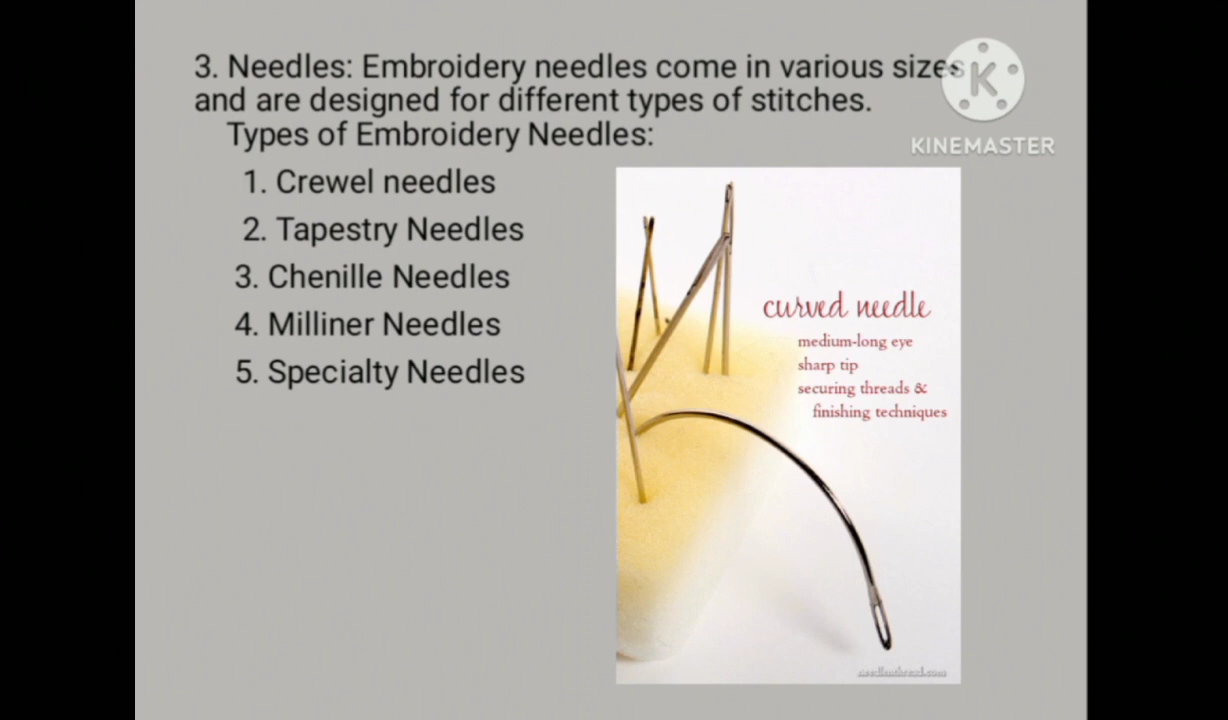 3. Needles: Embroidery needles come in various sizes
and are designed for different types of stitches.
Types of Embroidery Needles:
1. Crewel needles
2. Tapestry Needles
3. Chenille Needles
4. Milliner Needles
5. Specialty Needles
KINEMASTER
curved needle
medium-long eye
sharp tip
securing threads &
finishing techniques
needlenthread.com